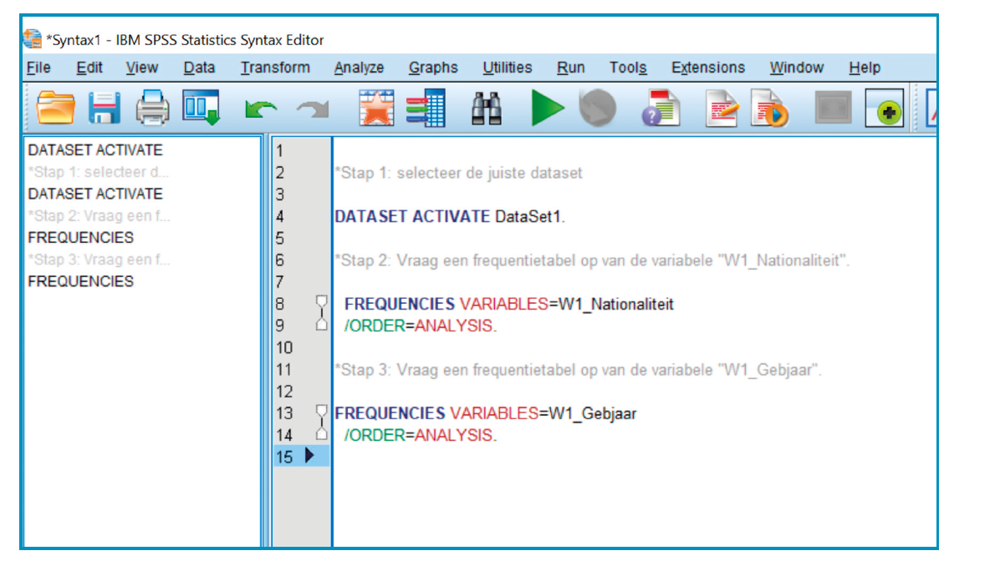 *Syntax1 - IBM SPSS Statistics Syntax Editor
File Edit View Data Transform Analyze Graphs Utilities Run Tools Extensions Window Help
DATASET ACTIVATE
*Stap 1: selecteer d...
DATASET ACTIVATE
*Stap 2: Vraag een f...
FREQUENCIES
*Stap 3: Vraag een f...
FREQUENCIES
1
2 *Stap 1: selecteer de juiste dataset
3
4 DATASET ACTIVATE DataSet1.
5
6 *Stap 2: Vraag een frequentietabel op van de variabele "W1_Nationaliteit".
7
8 FREQUENCIES VARIABLES=W1_Nationaliteit
9 /ORDER=ANALYSIS.
10
11 *Stap 3: Vraag een frequentietabel op van de variabele "W1_Gebjaar".
12
13 FREQUENCIES VARIABLES=W1_Gebjaar
14 /ORDER=ANALYSIS.
15